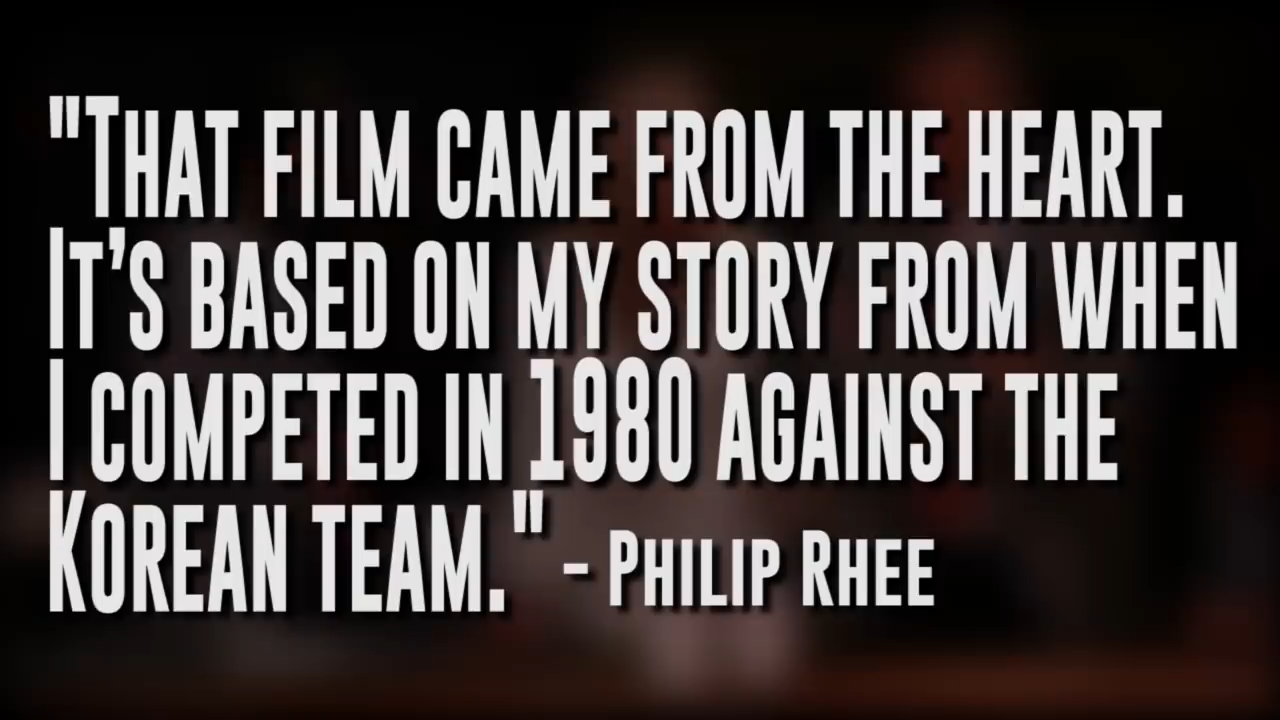 "That film came from the heart.
It’s based on my story from when
I competed in 1980 against the
Korean team." - Philip Rhee